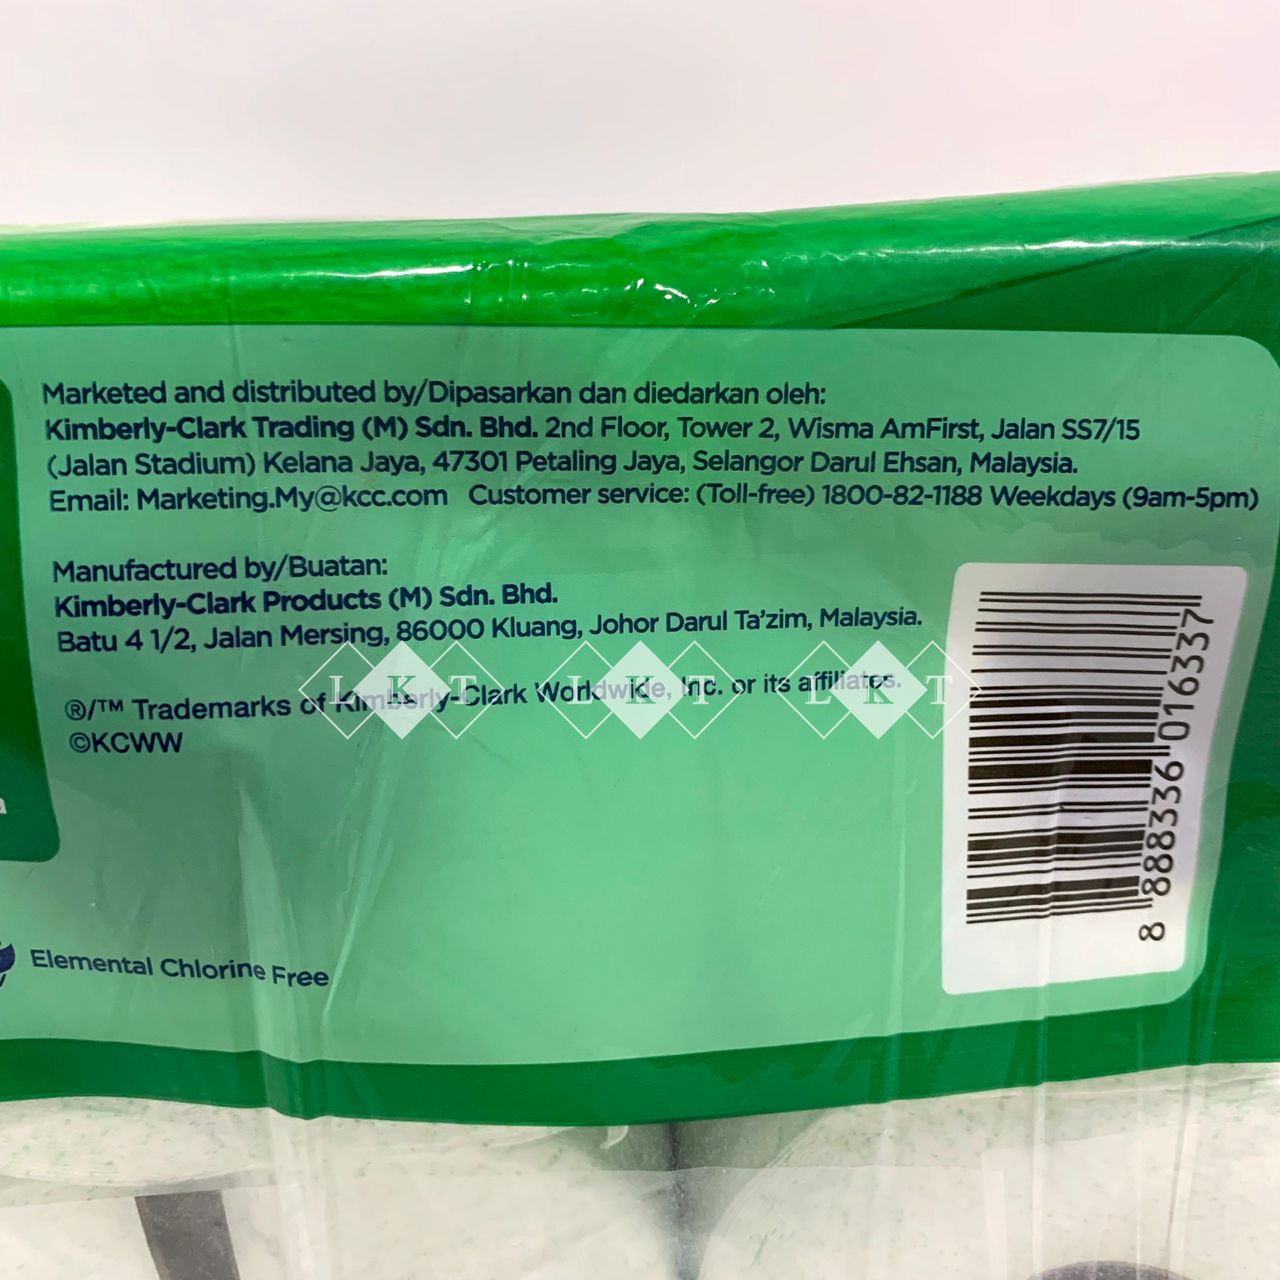 Marketed and distributed by/Dipasarkan dan diedarkan oleh:
Kimberly-Clark Trading (M) Sdn. Bhd. 2nd Floor, Tower 2, Wisma AmFirst, Jalan SS7/15
(Jalan Stadium) Kelana Jaya, 47301 Petaling Jaya, Selangor Darul Ehsan, Malaysia.
Email: Marketing.My@kcc.com Customer service: (Toll-free) 1800-82-1188 Weekdays (9am-5pm)
Manufactured by/Buatan:
Kimberly-Clark Products (M) Sdn. Bhd.
Batu 4 1/2, Jalan Mersing, 86000 Kluang, Johor Darul Ta'zim, Malaysia.
®/™ Trademarks of Kimberly-Clark Worldwide, Inc. or its affiliates.
©KCWW
LKT LKT LKT
8 888336 016337
Elemental Chlorine Free